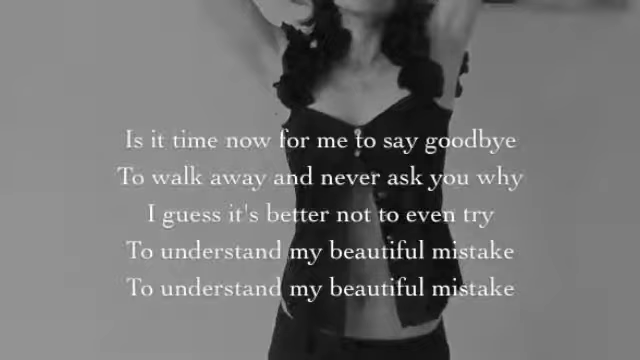 Is it time now for me to say goodbye
To walk away and never ask you why
I guess it's better not to even try
To understand my beautiful mistake
To understand my beautiful mistake